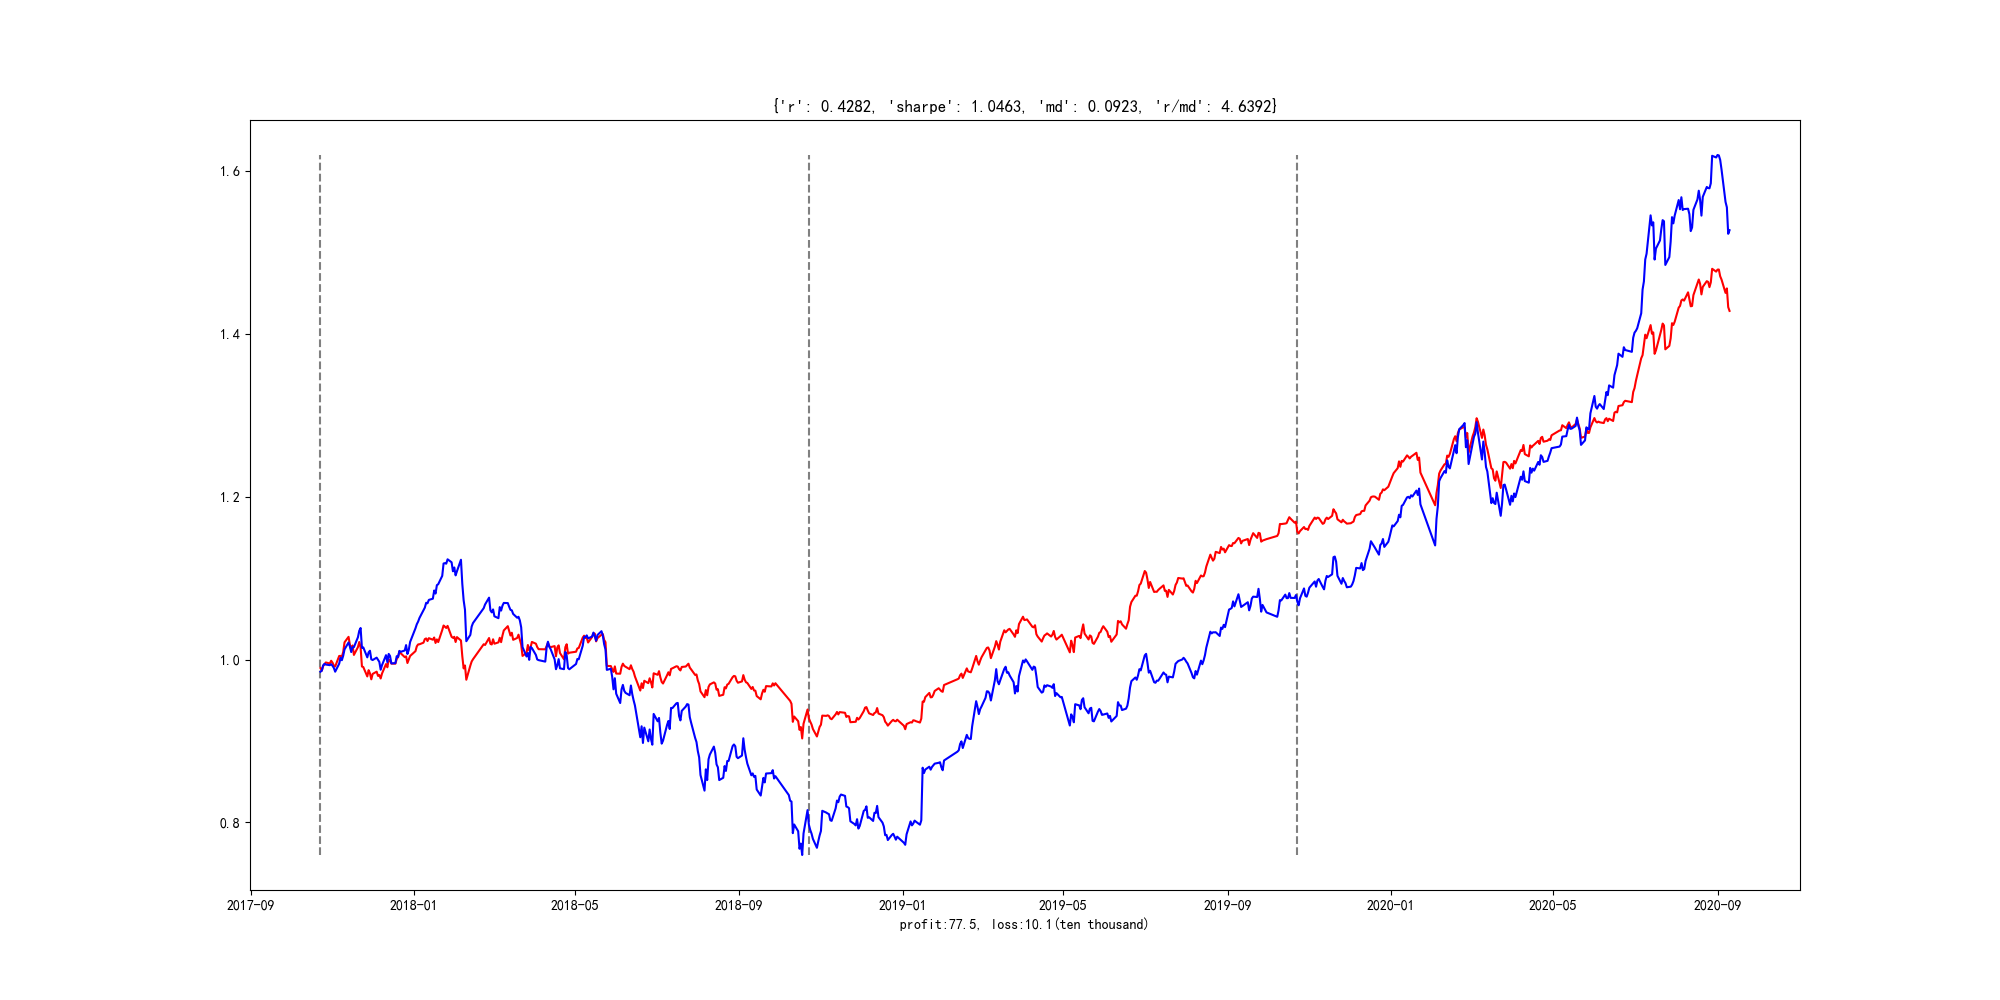 {'r': 0.4282, 'sharpe': 1.0463, 'md': 0.0923, 'r/md': 4.6392}
1.6
1.4
1.2
1.0
0.8
2017-09 2018-01 2018-05 2018-09 2019-01 2019-05 2019-09 2020-01 2020-05 2020-09
profit:77.5, loss:10.1(ten thousand)